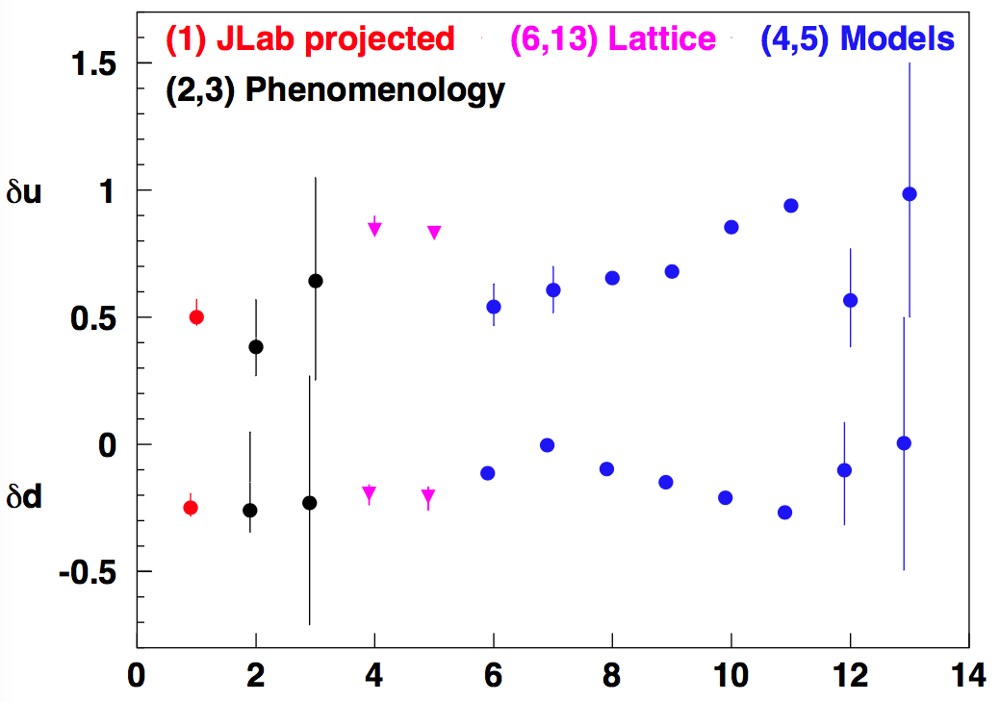 (1) JLab projected (6,13) Lattice (4,5) Models
(2,3) Phenomenology
1.5
δu 1
0.5
0
δd
-0.5
0 2 4 6 8 10 12 14